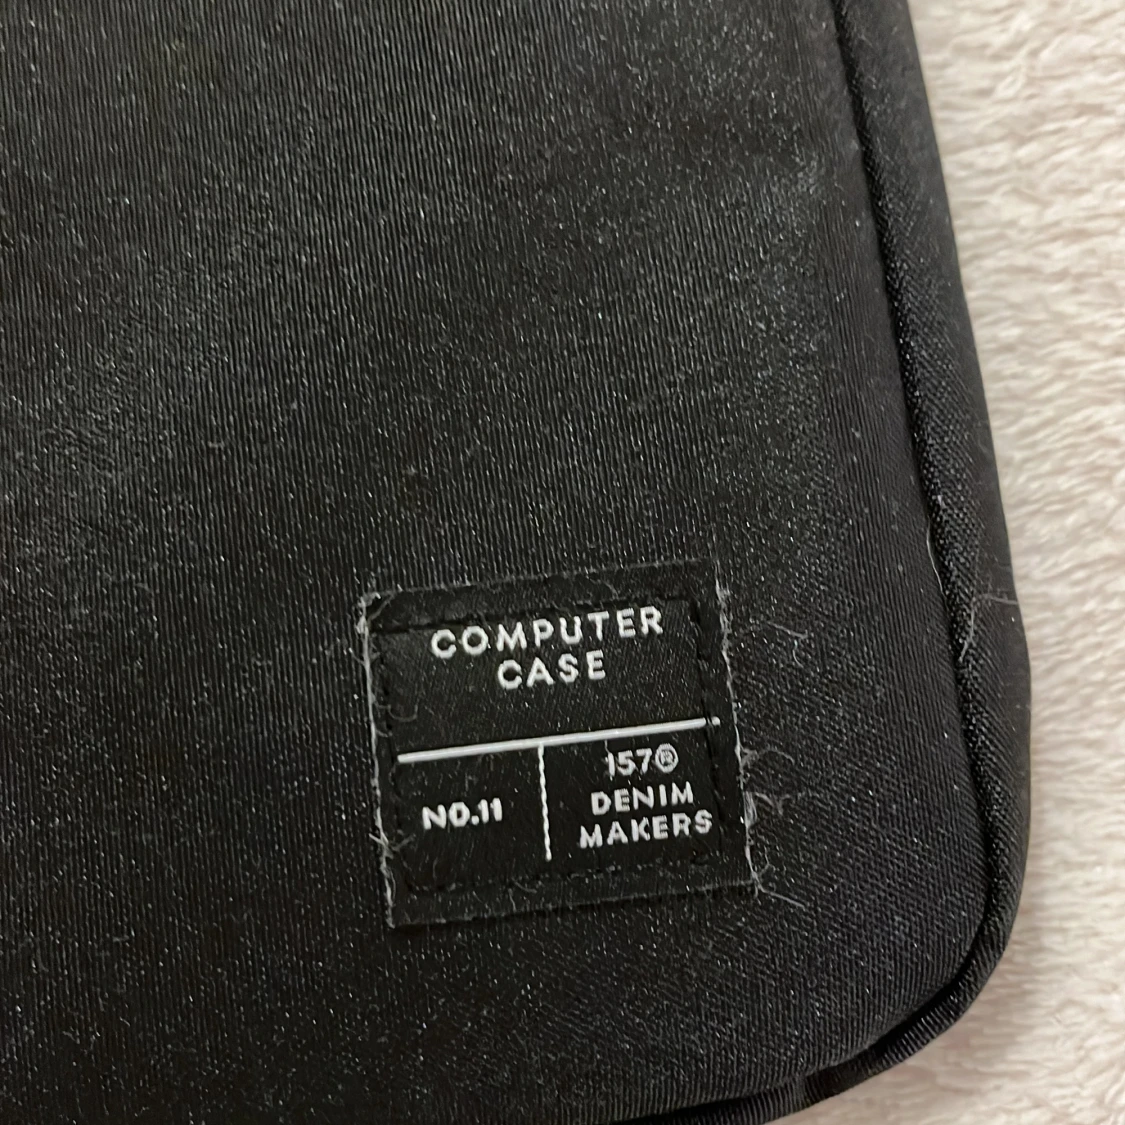 COMPUTER
CASE
NO.11
157®
DENIM
MAKERS